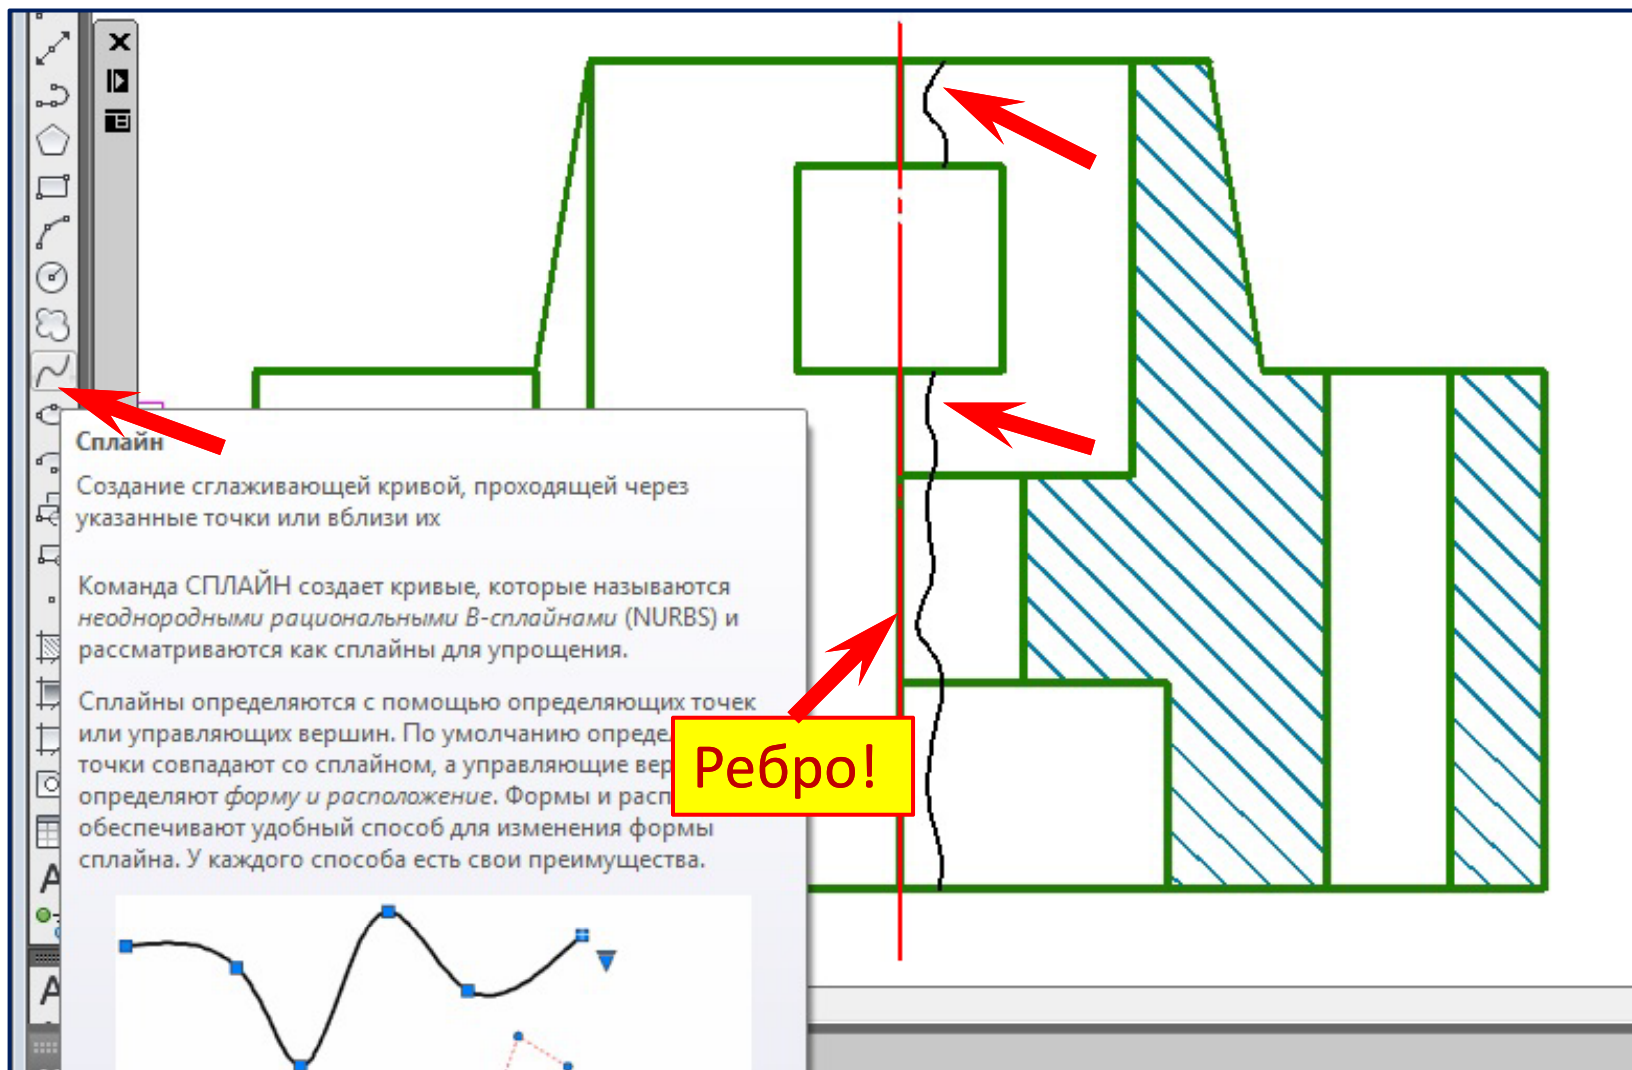 Сплайн
Создание сглаживающей кривой, проходящей через
указанные точки или вблизи их
Команда СПЛАЙН создает кривые, которые называются
неоднородными рациональными В-сплайнами (NURBS) и
рассматриваются как сплайны для упрощения.
Сплайны определяются с помощью определяющих точек
или управляющих вершин. По умолчанию
точки совпадают со сплайном, а управляющие
определяют форму и расположение. Формы и
обеспечивают удобный способ для изменения формы
сплайна. У каждого способа есть свои преимущества.
Ребро!
A
A